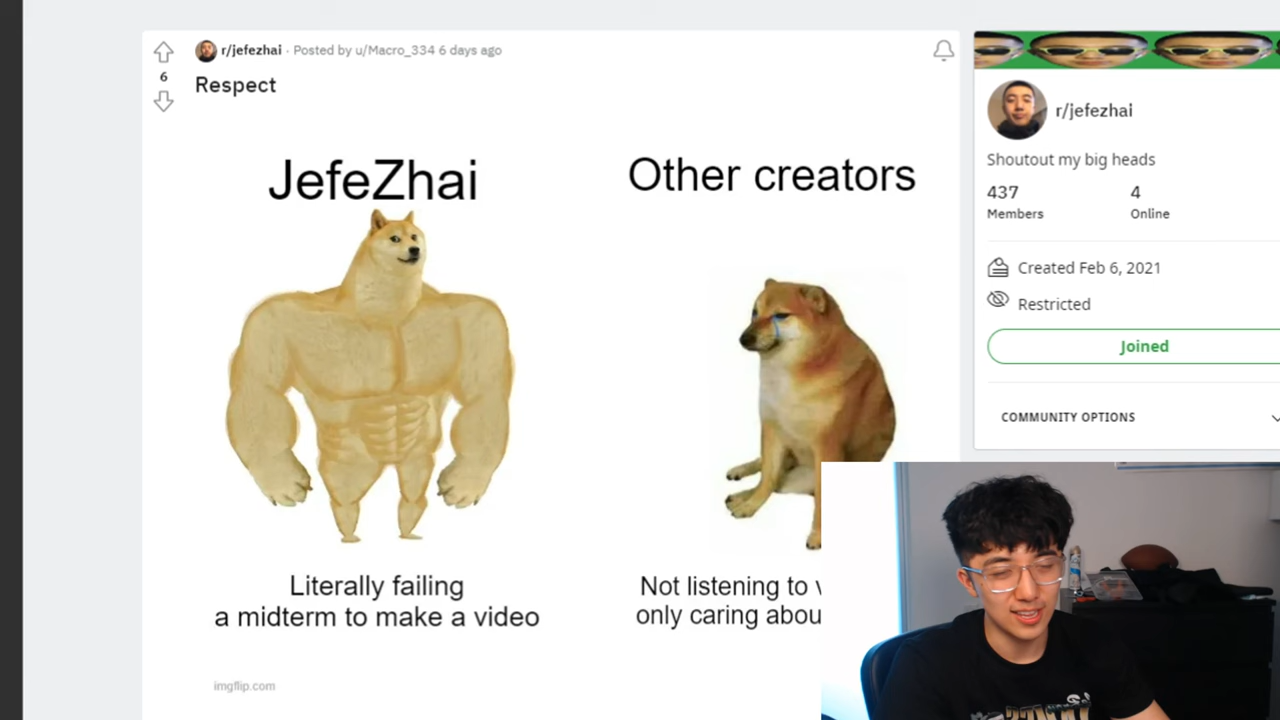 r/jefezhai · Posted by u/Macro_334 6 days ago
6
Respect
JefeZhai
Other creators
Literally failing
a midterm to make a video
Not listening to
only caring
imgflip.com
r/jefezhai
Shoutout my big heads
437
4
Members
Online
Created Feb 6, 2021
Restricted
Joined
COMMUNITY OPTIONS